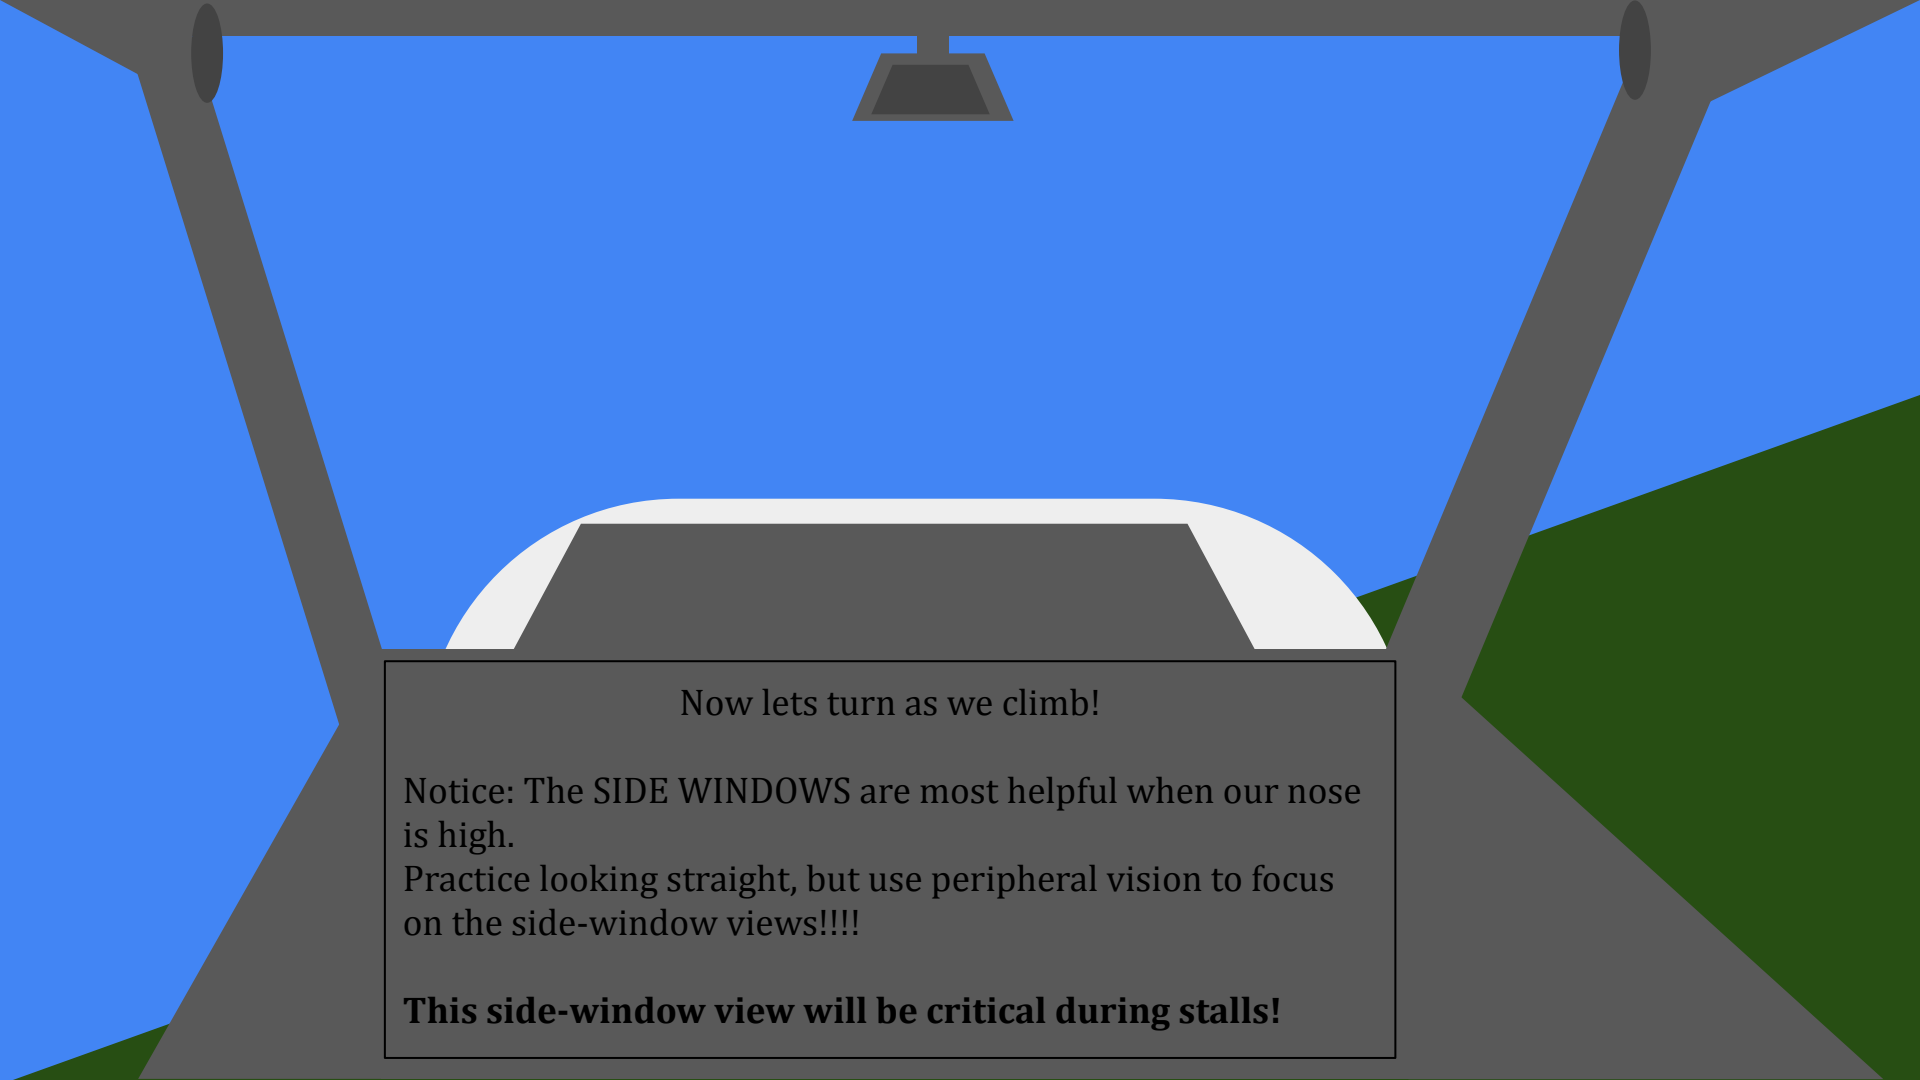 Now lets turn as we climb!
Notice: The SIDE WINDOWS are most helpful when our nose
is high.
Practice looking straight, but use peripheral vision to focus
on the side-window views!!!!
This side-window view will be critical during stalls!